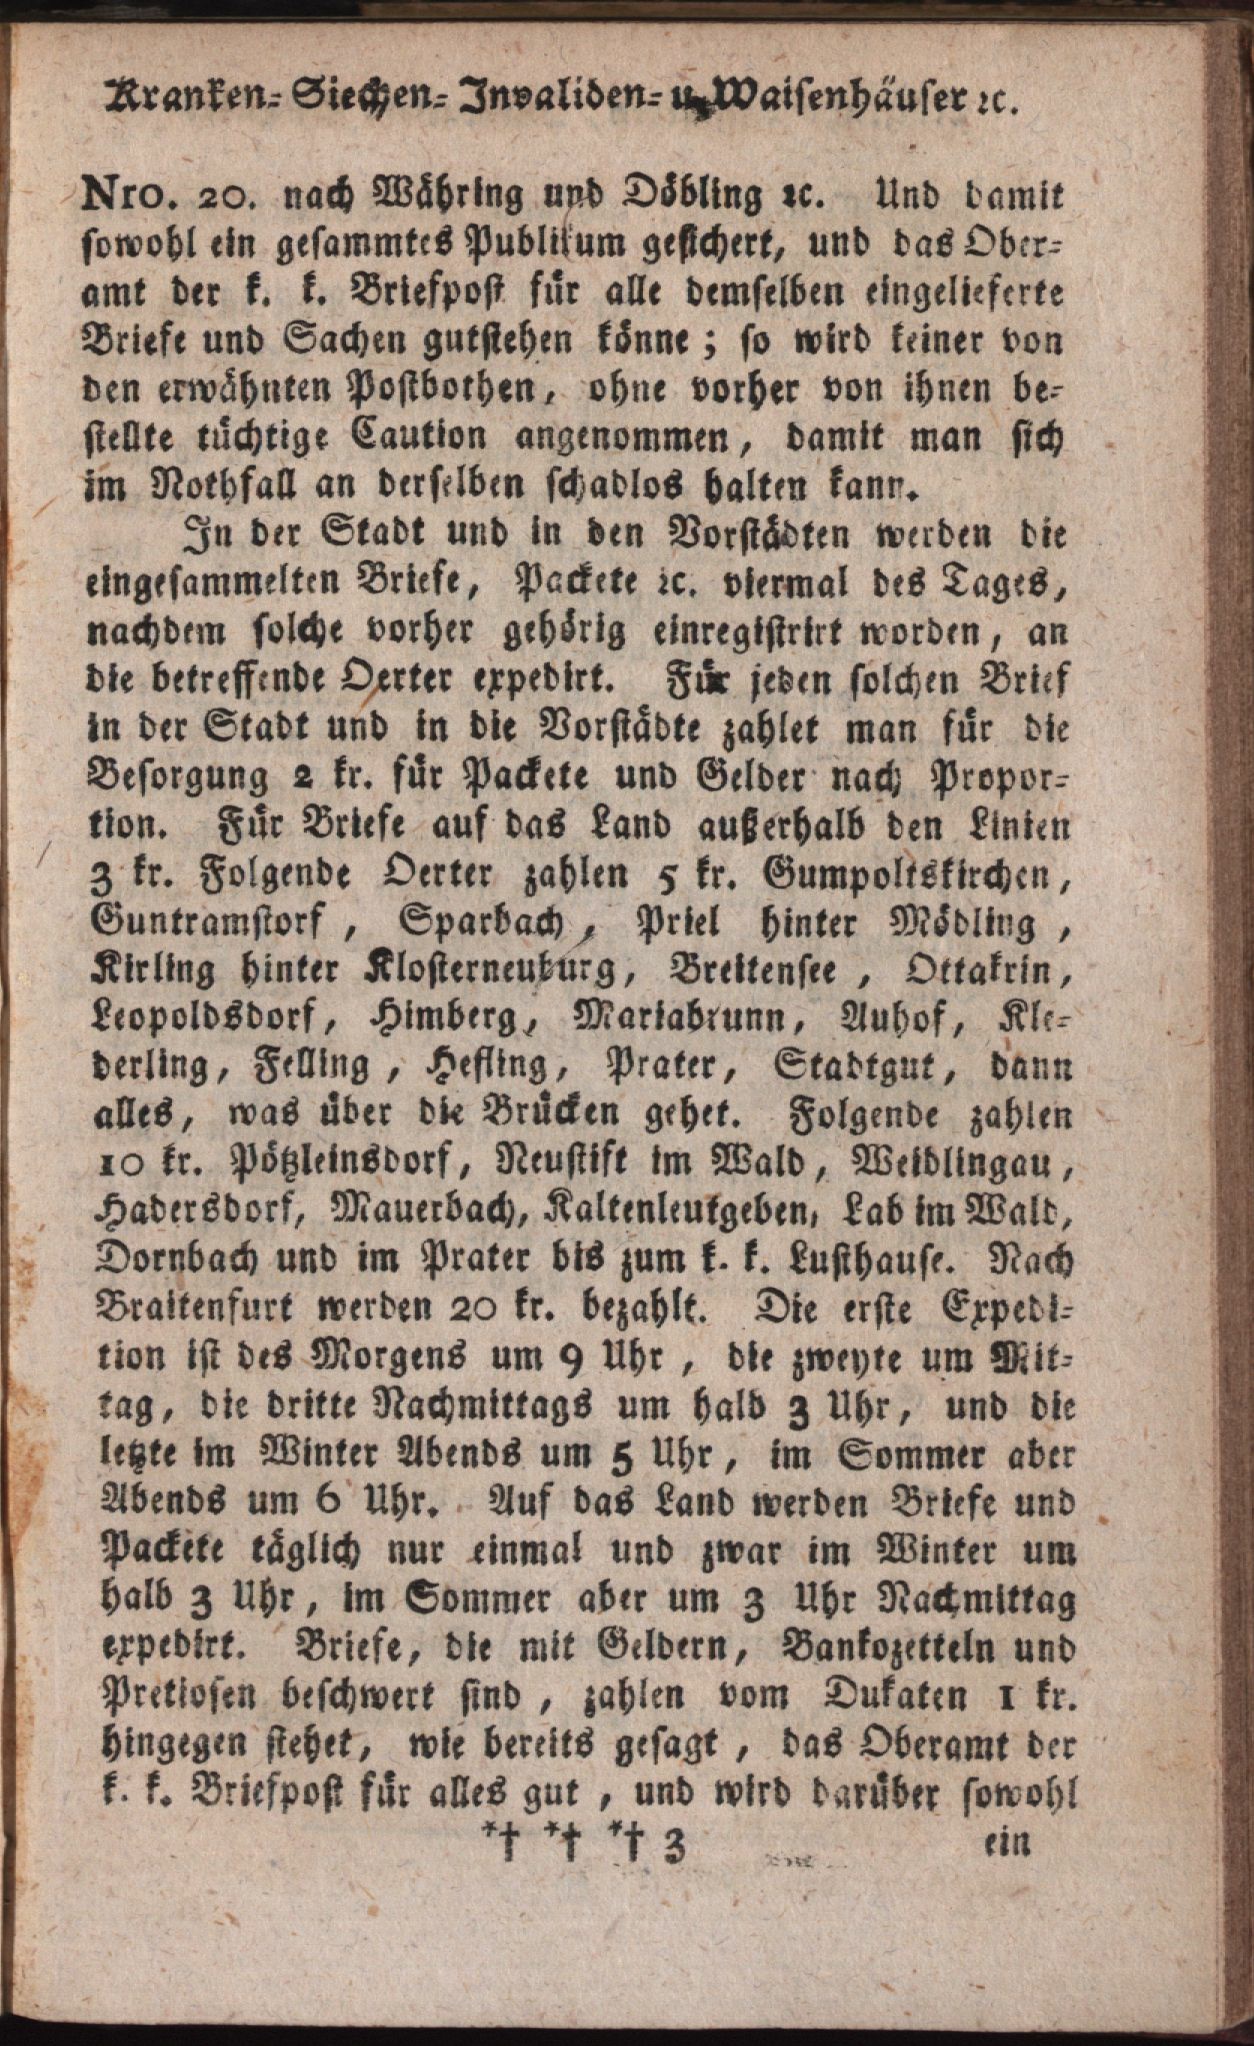 Kranken- Siechen- Invaliden- u. Waisenhäuser ꝛc.
Nro. 20. nach Währing und Döbling ꝛc. Und damit
sowohl ein gesammtes Publikum gesichert, und das Ober-
amt der k. k. Briefpost für alle demselben eingelieferte
Briefe und Sachen gutstehen könne; so wird keiner von
den erwähnten Postbothen, ohne vorher von ihnen be-
stellte tüchtige Caution angenommen, damit man sich
im Nothfall an derselben schadlos halten kann.
In der Stadt und in den Vorstädten werden die
eingesammelten Briefe, Packete ꝛc. viermal des Tages,
nachdem solche vorher gehörig einregistrirt worden, an
die betreffende Oerter expedirt. Für jeden solchen Brief
in der Stadt und in die Vorstädte zahlet man für die
Besorgung 2 kr. für Packete und Gelder nach Propor-
tion. Für Briefe auf das Land außerhalb den Linien
3 kr. Folgende Oerter zahlen 5 kr. Gumpoltskirchen,
Guntramstorf, Sparbach, Priel hinter Mödling,
Kirling hinter Klosterneuburg, Breitensee, Ottakrin,
Leopoldsdorf, Himberg, Mariabrunn, Auhof, Kle-
derling, Felling, Hefling, Prater, Stadtgut, dann
alles, was über die Brücken gehet. Folgende zahlen
10 kr. Pötzleinsdorf, Neustift im Wald, Weidlingau,
Hadersdorf, Mauerbach, Kaltenleutgeben, Lab im Wald,
Dornbach und im Prater bis zum k. k. Lusthause. Nach
Braitenfurt werden 20 kr. bezahlt. Die erste Expedi-
tion ist des Morgens um 9 Uhr, die zweyte um Mit-
tag, die dritte Nachmittags um halb 3 Uhr, und die
letzte im Winter Abends um 5 Uhr, im Sommer aber
Abends um 6 Uhr. Auf das Land werden Briefe und
Packete täglich nur einmal und zwar im Winter um
halb 3 Uhr, im Sommer aber um 3 Uhr Nachmittag
expedirt. Briefe, die mit Geldern, Bankozetteln und
Pretiosen beschwert sind, zahlen vom Dukaten 1 kr.
hingegen stehet, wie bereits gesagt, das Oberamt der
k. k. Briefpost für alles gut, und wird darüber sowohl
*† *† *† 3 ein